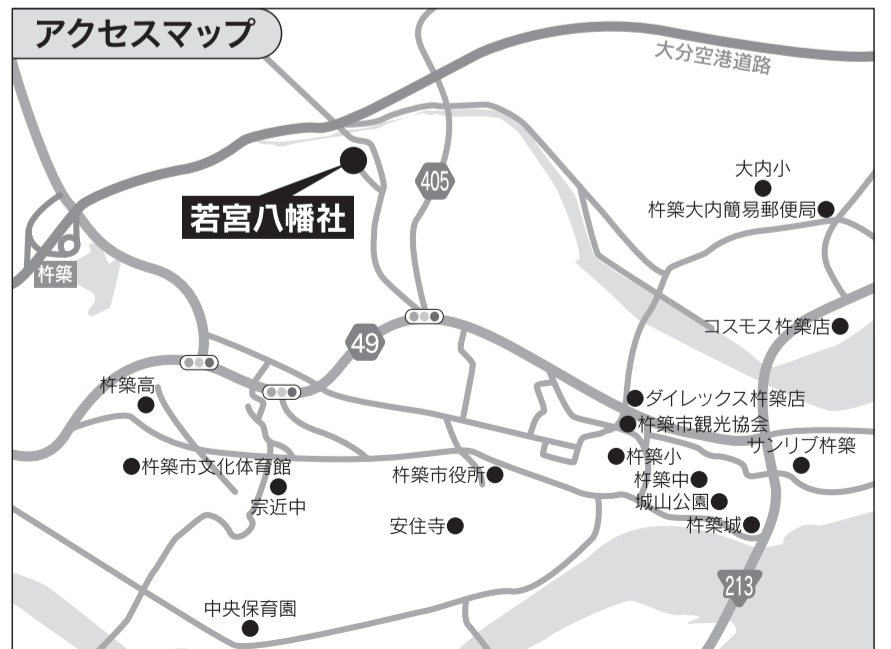 アクセスマップ
大分空港道路
大内小
405
杵築大内簡易郵便局
若宮八幡社
杵築
コスモス杵築店
49
杵築高
ダイレックス杵築店
杵築市観光協会
サンリブ杵築
杵築市文化体育館
杵築市役所
杵築小
杵築中
宗近中
城山公園
安住寺
杵築城
213
中央保育園